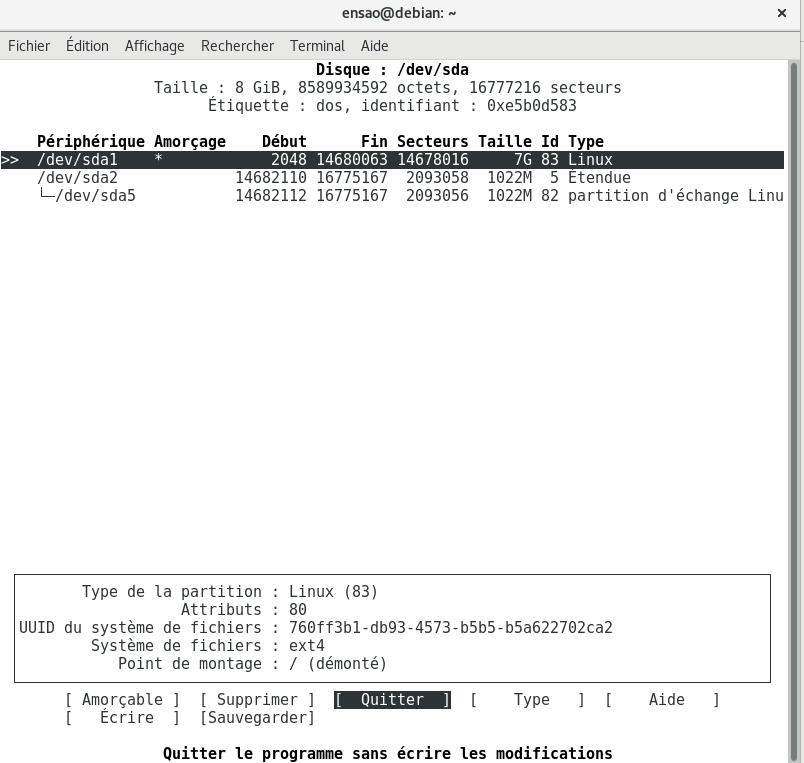 ensao@debian: ~ ×
Fichier Édition Affichage Rechercher Terminal Aide
Disque : /dev/sda
Taille : 8 GiB, 8589934592 octets, 16777216 secteurs
Étiquette : dos, identifiant : 0xe5b0d583
Périphérique Amorçage Début Fin Secteurs Taille Id Type
>> /dev/sda1 * 2048 14680063 14678016 7G 83 Linux
/dev/sda2 14682110 16775167 2093058 1022M 5 Étendue
└─/dev/sda5 14682112 16775167 2093056 1022M 82 partition d'échange Linu
Type de la partition : Linux (83)
Attributs : 80
UUID du système de fichiers : 760ff3b1-db93-4573-b5b5-b5a622702ca2
Système de fichiers : ext4
Point de montage : / (démonté)
[ Amorçable ] [ Supprimer ] [ Quitter ] [ Type ] [ Aide ]
[ Écrire ] [Sauvegarder]
Quitter le programme sans écrire les modifications